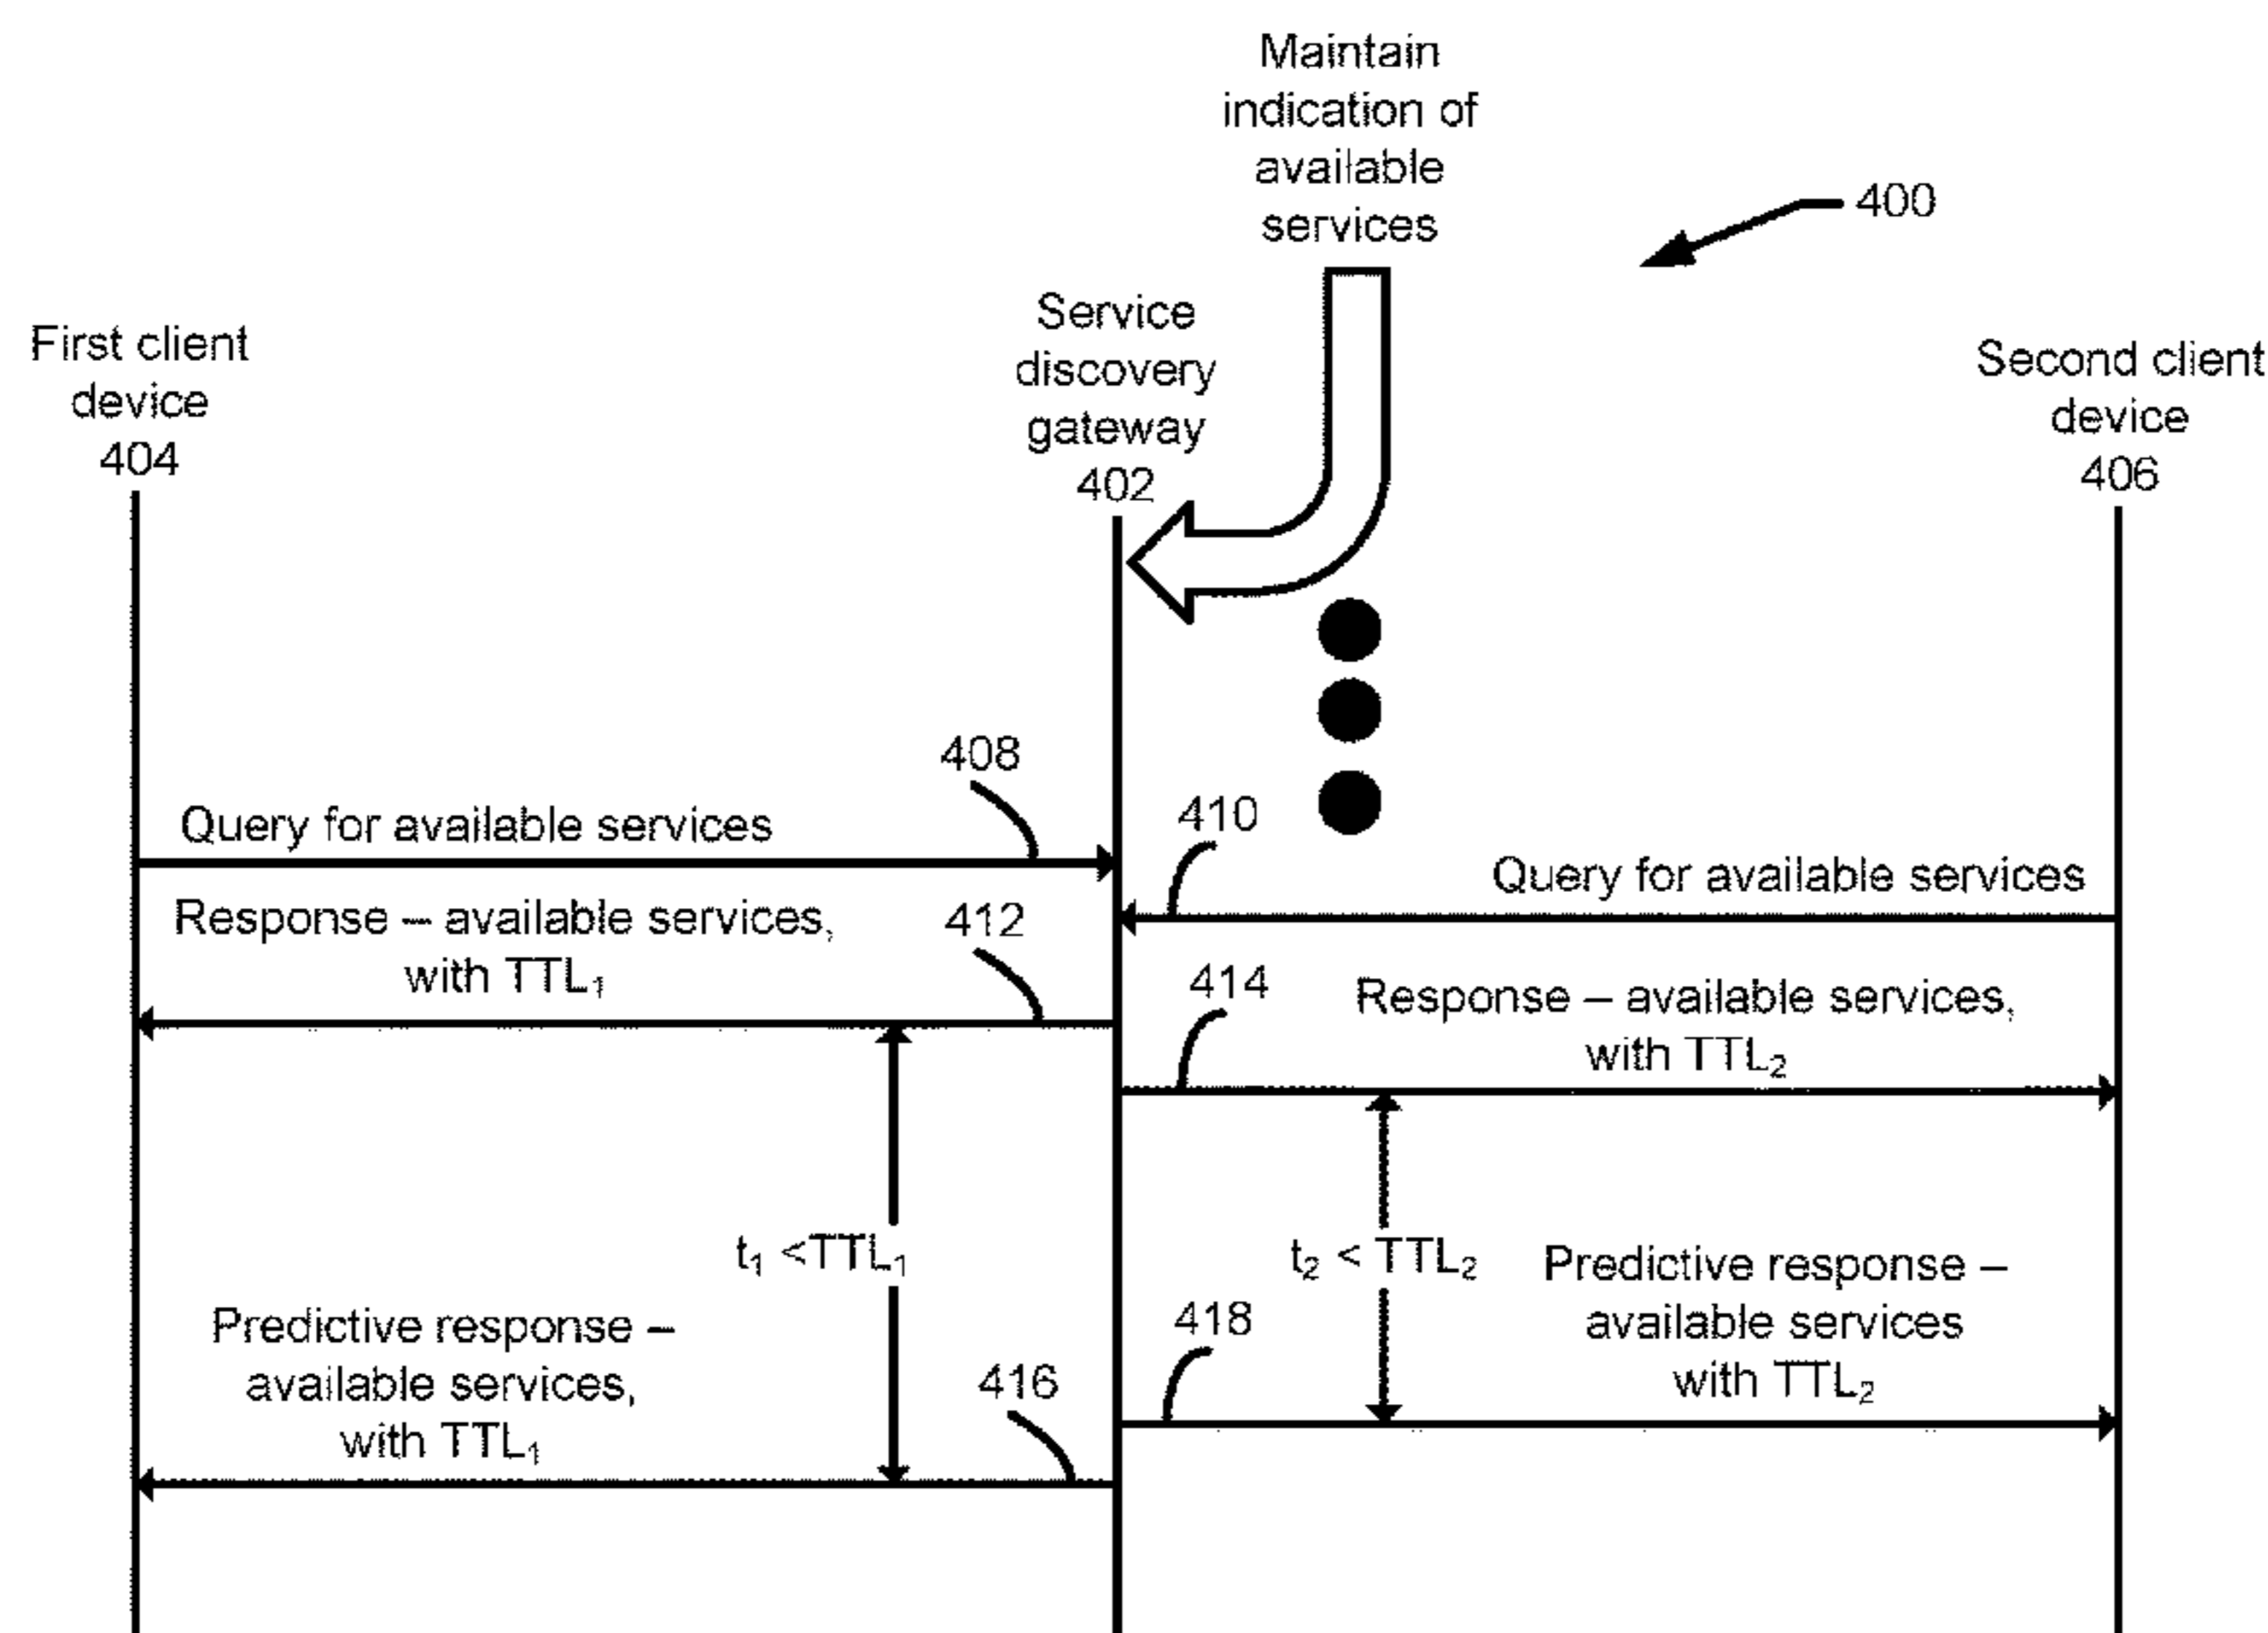 Maintain
indication of
available
services
400
First client
device
404
Service
discovery
gateway
402
Second client
device
406
408
Query for available services
410
Query for available services
Response – available services,
with TTL₁
412
414
Response – available services,
with TTL₂
t₁ <TTL₁
t₂ < TTL₂
Predictive response –
available services
with TTL₂
418
Predictive response –
available services,
with TTL₁
416